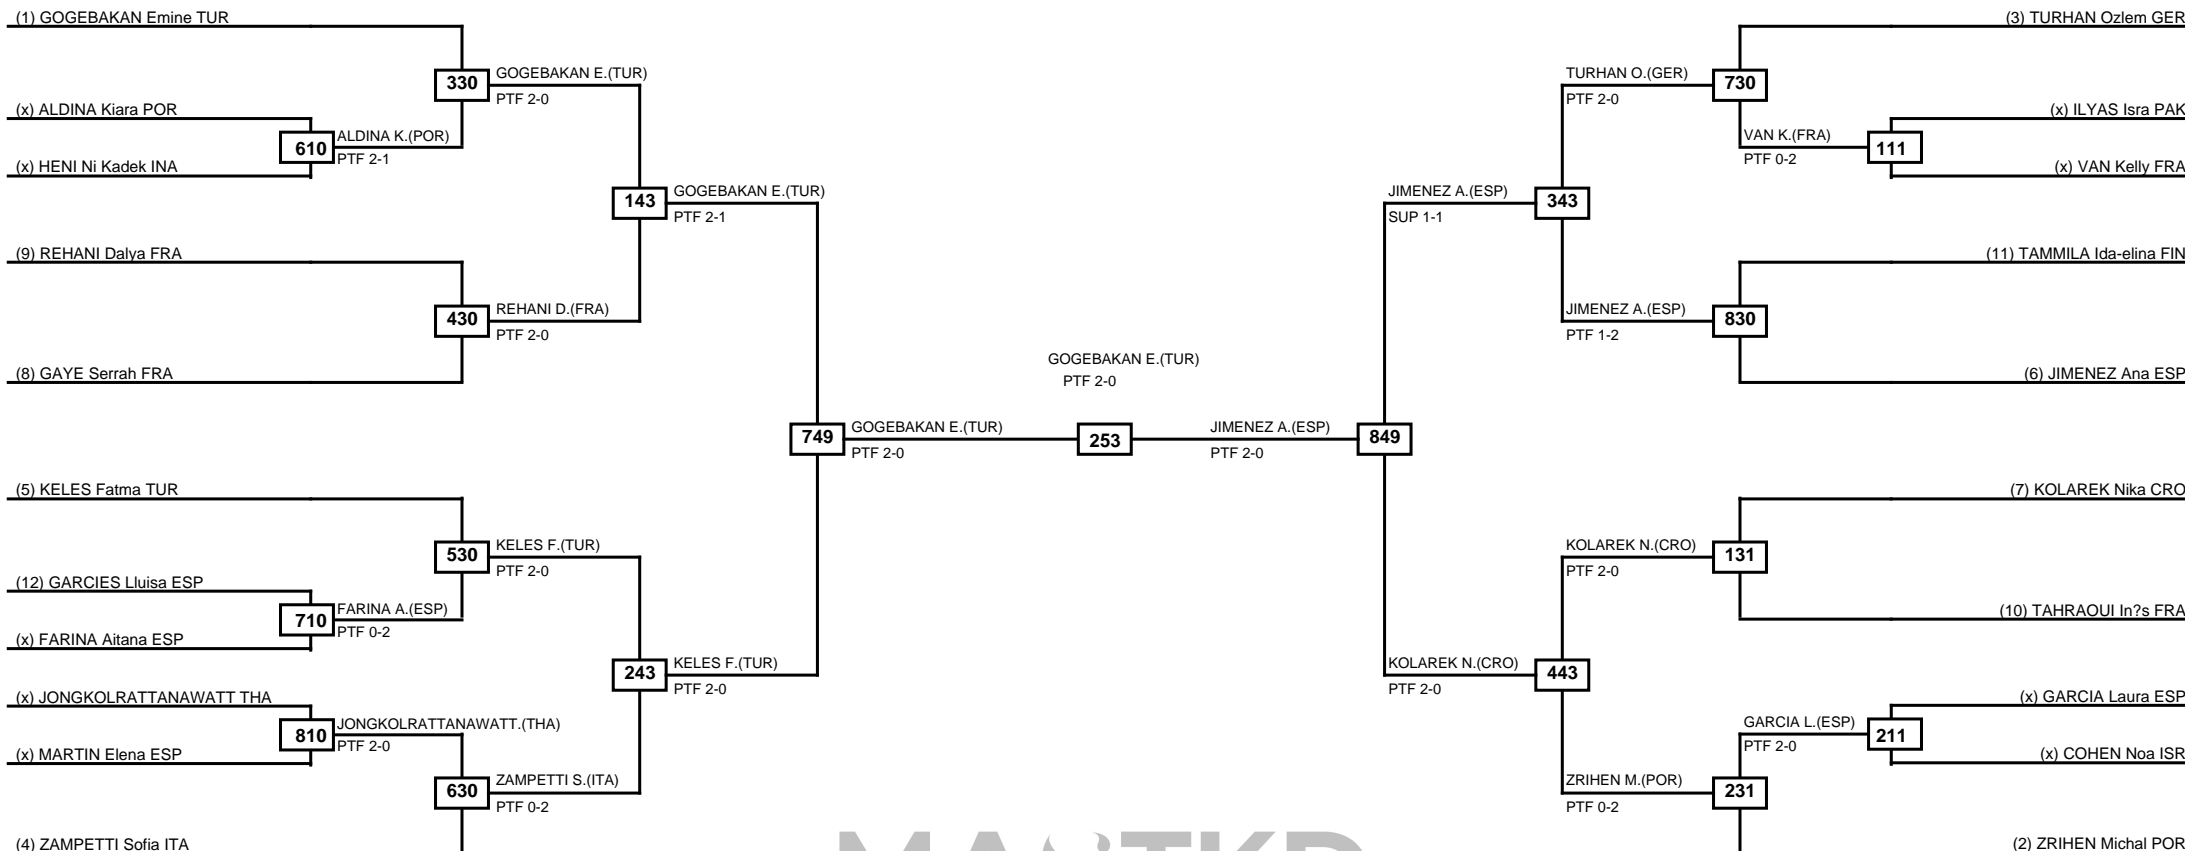 (1) GOGEBAKAN Emine TUR
(x) ALDINA Kiara POR
(x) HENI Ni Kadek INA
(9) REHANI Dalya FRA
(8) GAYE Serrah FRA
(5) KELES Fatma TUR
(12) GARCIES Lluisa ESP
(x) FARINA Aitana ESP
(x) JONGKOLRATTANAWATT THA
(x) MARTIN Elena ESP
(4) ZAMPETTI Sofia ITA
610
ALDINA K.(POR)
PTF 2-1
710
FARINA A.(ESP)
PTF 0-2
810
JONGKOLRATTANAWATT.(THA)
PTF 2-0
330
GOGEBAKAN E.(TUR)
PTF 2-0
430
REHANI D.(FRA)
PTF 2-0
530
KELES F.(TUR)
PTF 2-0
630
ZAMPETTI S.(ITA)
PTF 0-2
143
GOGEBAKAN E.(TUR)
PTF 2-1
243
KELES F.(TUR)
PTF 2-0
749
GOGEBAKAN E.(TUR)
PTF 2-0
GOGEBAKAN E.(TUR)
PTF 2-0
253
JIMENEZ A.(ESP)
PTF 2-0
849
JIMENEZ A.(ESP)
SUP 1-1
343
KOLAREK N.(CRO)
PTF 2-0
443
TURHAN O.(GER)
PTF 2-0
730
JIMENEZ A.(ESP)
PTF 1-2
830
KOLAREK N.(CRO)
PTF 2-0
131
ZRIHEN M.(POR)
PTF 0-2
231
VAN K.(FRA)
PTF 0-2
111
GARCIA L.(ESP)
PTF 2-0
211
(3) TURHAN Ozlem GER
(x) ILYAS Isra PAK
(x) VAN Kelly FRA
(11) TAMMILA Ida-elina FIN
(6) JIMENEZ Ana ESP
(7) KOLAREK Nika CRO
(10) TAHRAOUI In?s FRA
(x) GARCIA Laura ESP
(x) COHEN Noa ISR
(2) ZRIHEN Michal POR